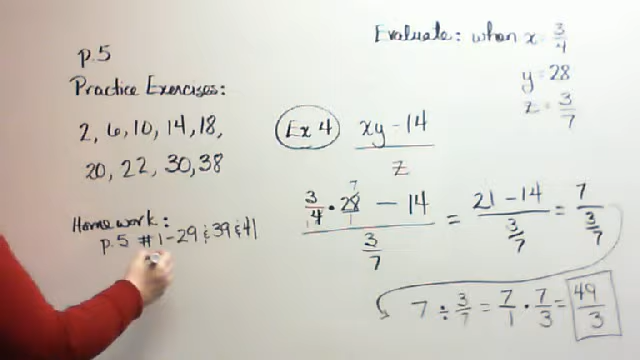 p.5
Practice Exercises:
2, 6, 10, 14, 18,
20, 22, 30, 38
Homework:
p.5 #1-29 & 39 & 41
Evaluate: when x = 3/4
y = 28
z = 3/7
Ex 4 xy - 14 / z
3/4 · 28 - 14 / 3/7 = 21 - 14 / 3/7 = 7 / 3/7
7 1 1
7 ÷ 3/7 = 7/1 · 7/3 = 49/3